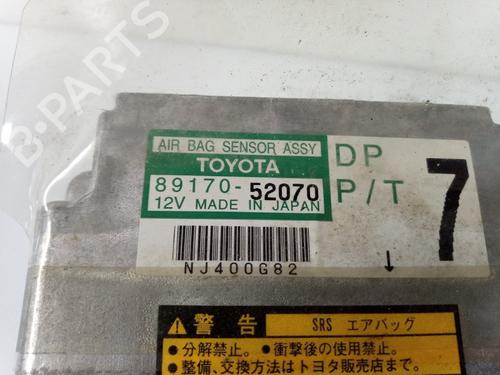 B-PARTS
AIR BAG SENSOR ASSY
TOYOTA
89170-52070
12V MADE IN JAPAN
DP
P/T
7
NJ400G82
警告
SRS エアバッグ
●分解禁止。●衝撃後の使用禁止。
●整備、交換方法はトヨタ販売店まで。